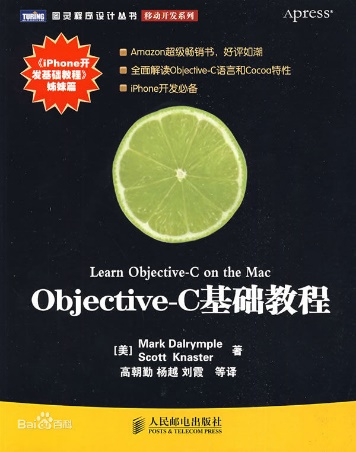 TURING 图灵程序设计丛书 移动开发系列
Apress®
《iPhone开
发基础教程》
姊妹篇
Amazon超级畅销书，好评如潮
全面解读Objective-C语言和Cocoa特性
iPhone开发必备
Learn Objective-C on the Mac
Objective-C基础教程
[美] Mark Dalrymple
Scott Knaster 著
高朝勤 杨越 刘霞 等译
Bai百科
人民邮电出版社
POSTS & TELECOM PRESS